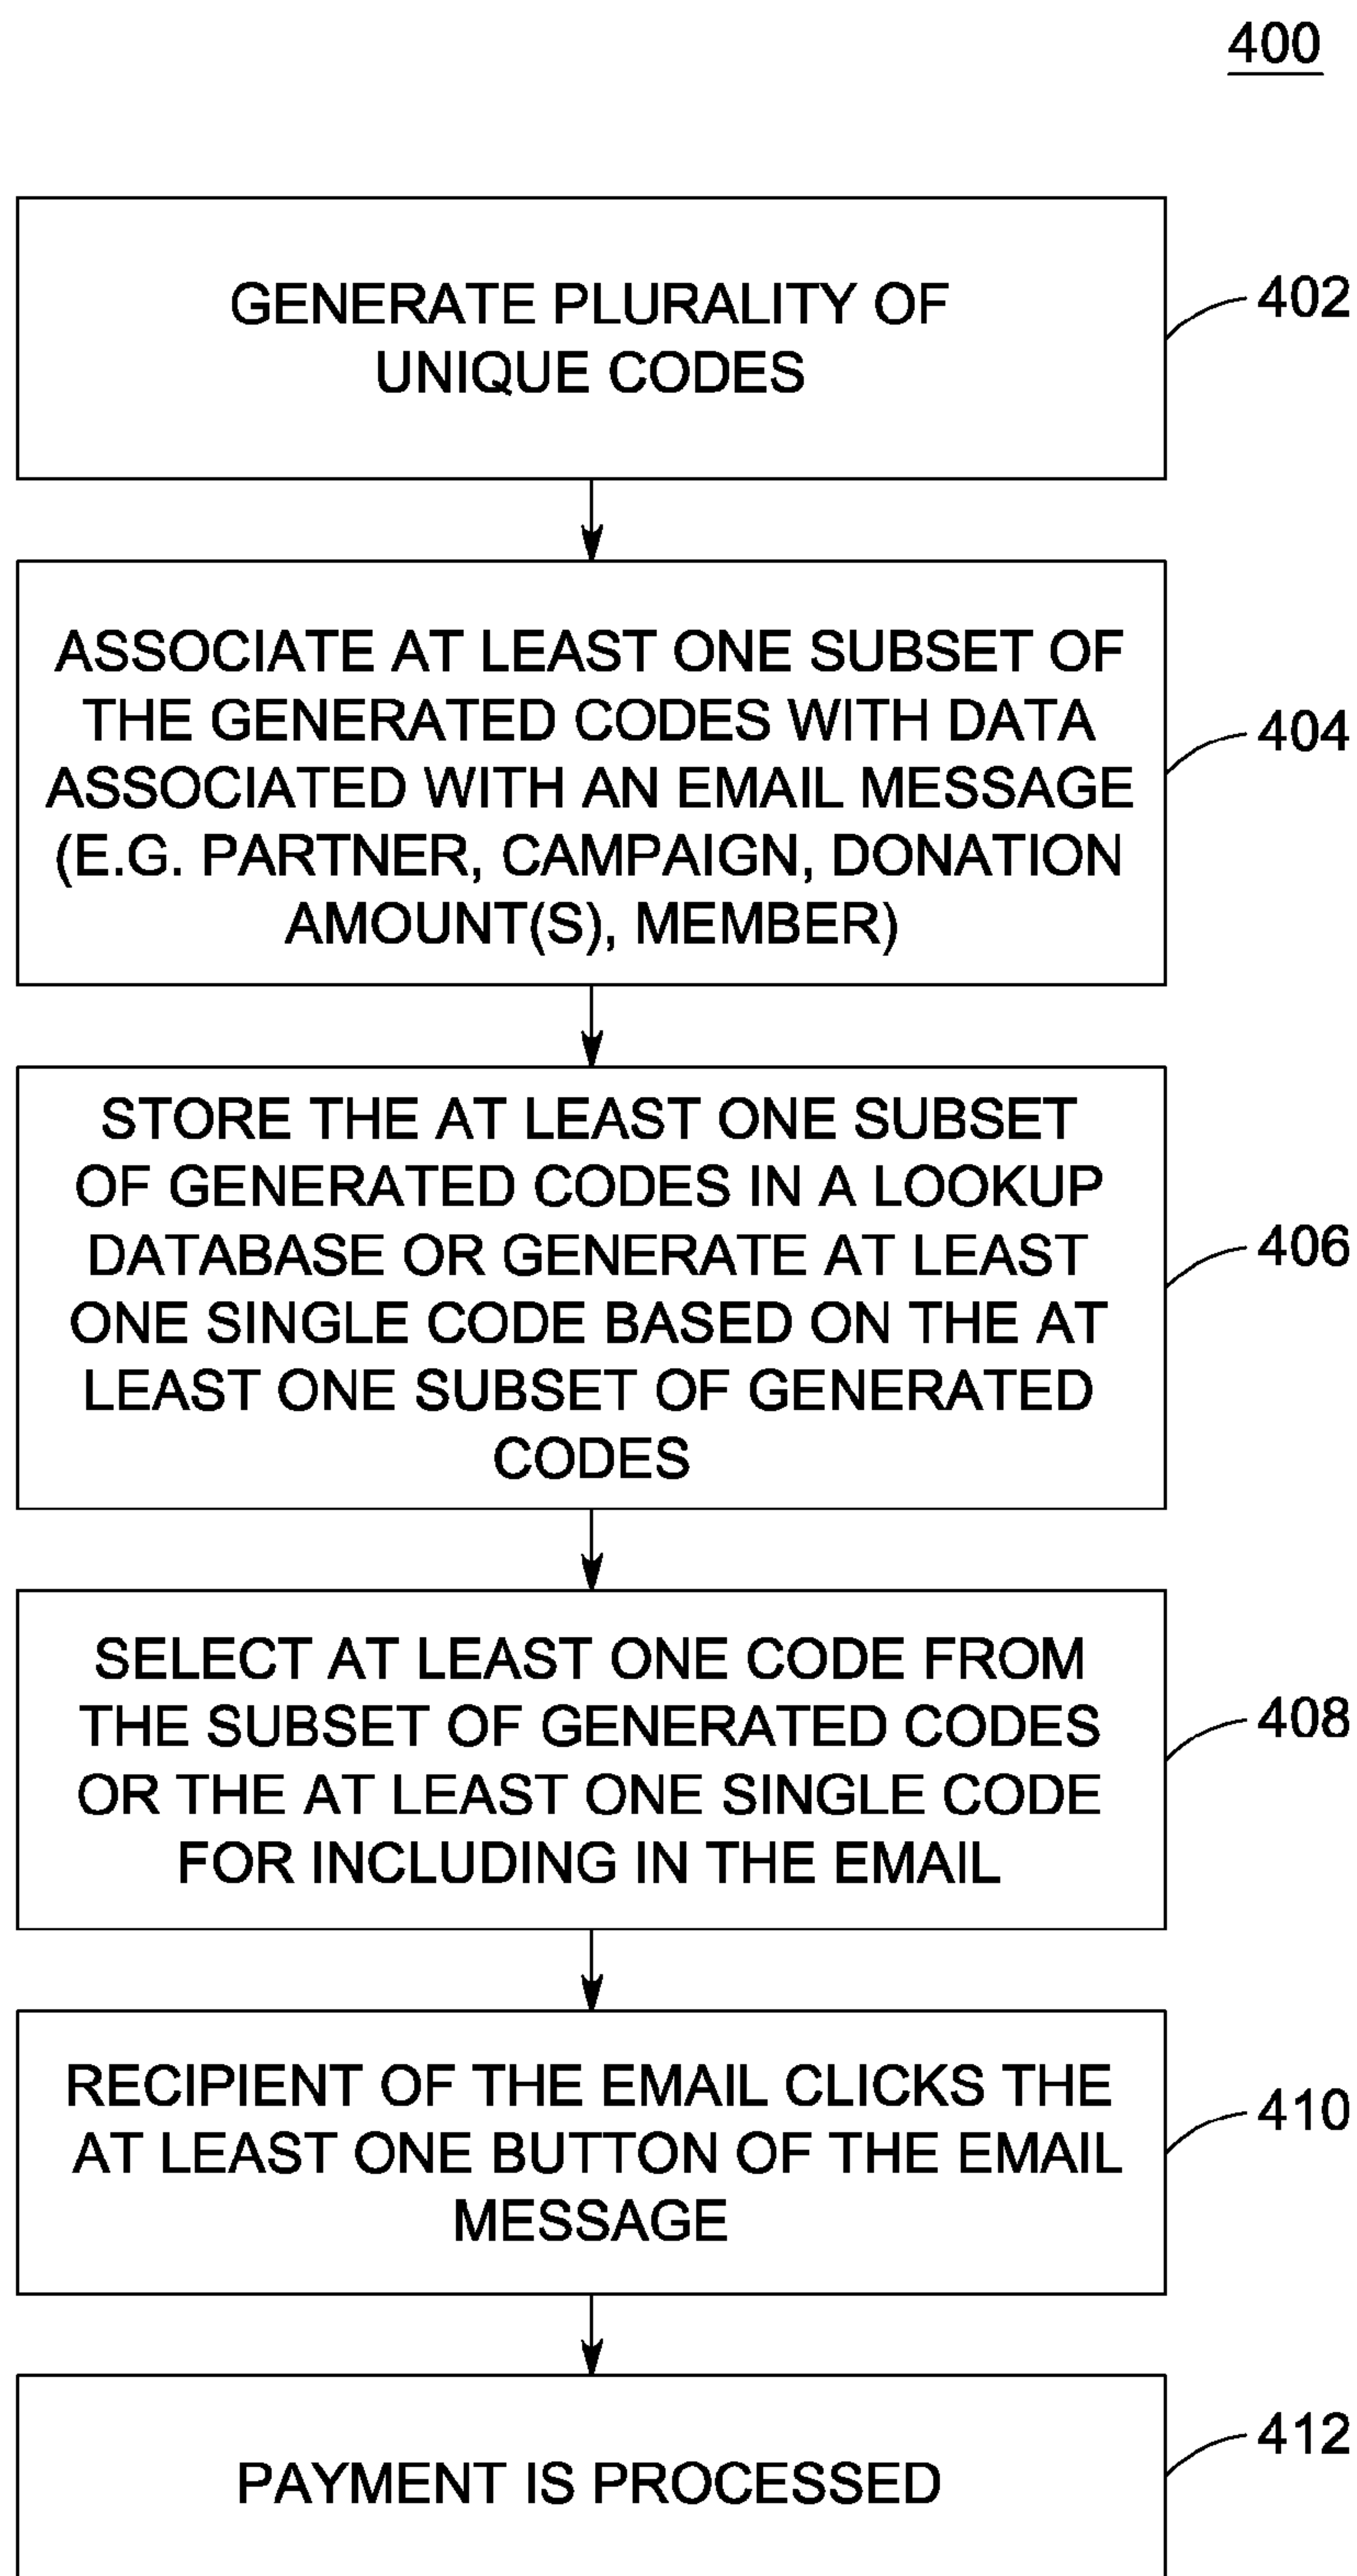 400
GENERATE PLURALITY OF
UNIQUE CODES
402
ASSOCIATE AT LEAST ONE SUBSET OF
THE GENERATED CODES WITH DATA
ASSOCIATED WITH AN EMAIL MESSAGE
(E.G. PARTNER, CAMPAIGN, DONATION
AMOUNT(S), MEMBER)
404
STORE THE AT LEAST ONE SUBSET
OF GENERATED CODES IN A LOOKUP
DATABASE OR GENERATE AT LEAST
ONE SINGLE CODE BASED ON THE AT
LEAST ONE SUBSET OF GENERATED
CODES
406
SELECT AT LEAST ONE CODE FROM
THE SUBSET OF GENERATED CODES
OR THE AT LEAST ONE SINGLE CODE
FOR INCLUDING IN THE EMAIL
408
RECIPIENT OF THE EMAIL CLICKS THE
AT LEAST ONE BUTTON OF THE EMAIL
MESSAGE
410
PAYMENT IS PROCESSED
412